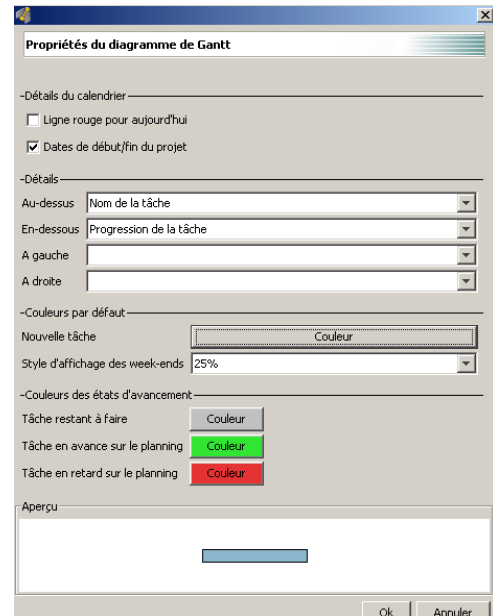 Propriétés du diagramme de Gantt
Détails du calendrier
Ligne rouge pour aujourd'hui
Dates de début/fin du projet
Détails
Au-dessus Nom de la tâche
En-dessous Progression de la tâche
A gauche
A droite
Couleurs par défaut
Nouvelle tâche Couleur
Style d'affichage des week-ends 25%
Couleurs des états d'avancement
Tâche restant à faire Couleur
Tâche en avance sur le planning Couleur
Tâche en retard sur le planning Couleur
Aperçu
Ok Annuler